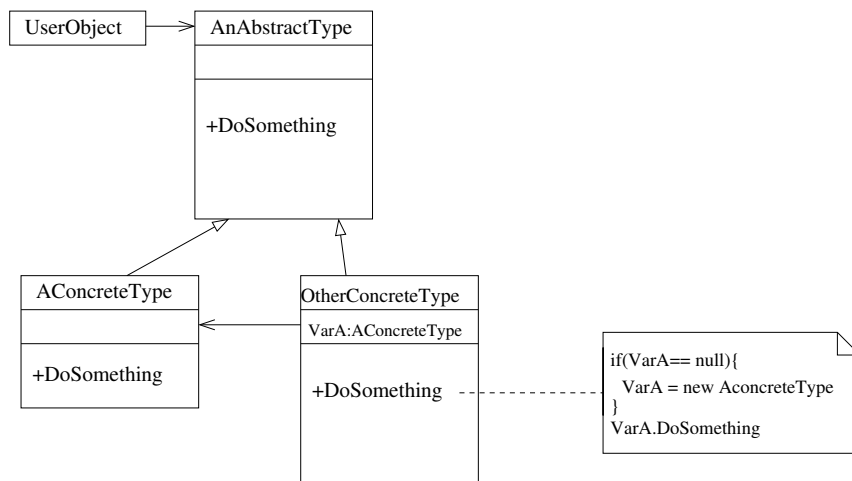 UserObject
AnAbstractType
+DoSomething
AConcreteType
+DoSomething
OtherConcreteType
VarA:AConcreteType
+DoSomething
if(VarA== null){
VarA = new AconcreteType
}
VarA.DoSomething